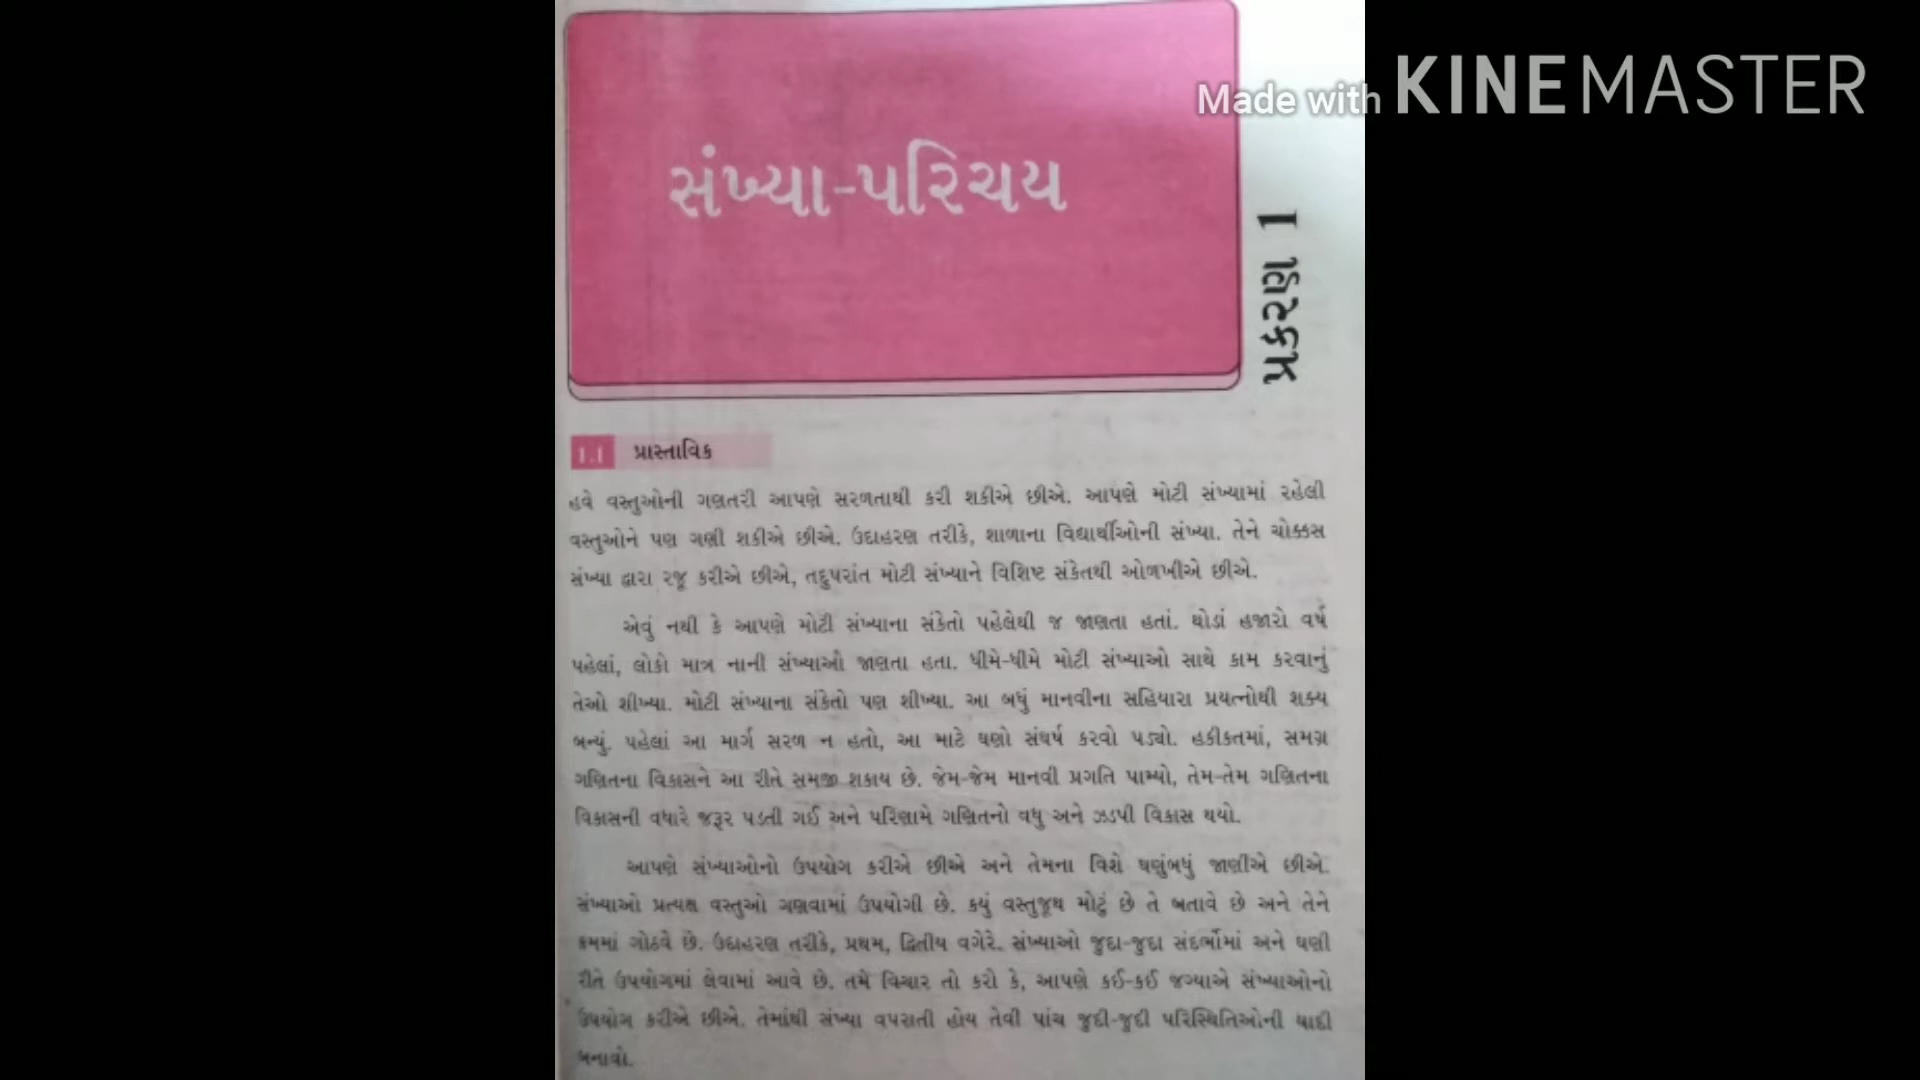 Made with KINEMASTER
સંખ્યા-પરિચય
પ્રકરણ 1
1.1 પ્રાસ્તાવિક
હવે વસ્તુઓની ગણતરી આપણે સરળતાથી કરી શકીએ છીએ. આપણે મોટી સંખ્યામાં રહેલી
વસ્તુઓને પણ ગણી શકીએ છીએ. ઉદાહરણ તરીકે, શાળાના વિદ્યાર્થીઓની સંખ્યા. તેને ચોક્કસ
સંખ્યા દ્વારા રજૂ કરીએ છીએ, તદુપરાંત મોટી સંખ્યાને વિશિષ્ટ સંકેતથી ઓળખીએ છીએ.
એવું નથી કે આપણે મોટી સંખ્યાના સંકેતો પહેલેથી જ જાણતા હતાં. થોડાં હજારો વર્ષ
પહેલાં, લોકો માત્ર નાની સંખ્યાઓ જાણતા હતા. ધીમે-ધીમે મોટી સંખ્યાઓ સાથે કામ કરવાનું
તેઓ શીખ્યા. મોટી સંખ્યાના સંકેતો પણ શીખ્યા. આ બધું માનવીના સહિયારા પ્રયત્નોથી શક્ય
બન્યું. પહેલાં આ માર્ગ સરળ ન હતો, આ માટે ઘણો સંઘર્ષ કરવો પડ્યો. હકીકતમાં, સમગ્ર
ગણિતના વિકાસને આ રીતે સમજી શકાય છે. જેમ-જેમ માનવી પ્રગતિ પામ્યો, તેમ-તેમ ગણિતના
વિકાસની વધારે જરૂર પડતી ગઈ અને પરિણામે ગણિતનો વધુ અને ઝડપી વિકાસ થયો.
આપણે સંખ્યાઓનો ઉપયોગ કરીએ છીએ અને તેમના વિશે ઘણુંબધું જાણીએ છીએ.
સંખ્યાઓ પ્રત્યક્ષ વસ્તુઓ ગણવામાં ઉપયોગી છે. કયું વસ્તુજૂથ મોટું છે તે બતાવે છે અને તેને
ક્રમમાં ગોઠવે છે. ઉદાહરણ તરીકે, પ્રથમ, દ્વિતીય વગેરે. સંખ્યાઓ જુદા-જુદા સંદર્ભોમાં અને ઘણી
રીતે ઉપયોગમાં લેવામાં આવે છે. તમે વિચાર તો કરો કે, આપણે કઈ-કઈ જગ્યાએ સંખ્યાઓનો
ઉપયોગ કરીએ છીએ. તેમાંથી સંખ્યા વપરાતી હોય તેવી પાંચ જુદી-જુદી પરિસ્થિતિઓની યાદી
બનાવો.